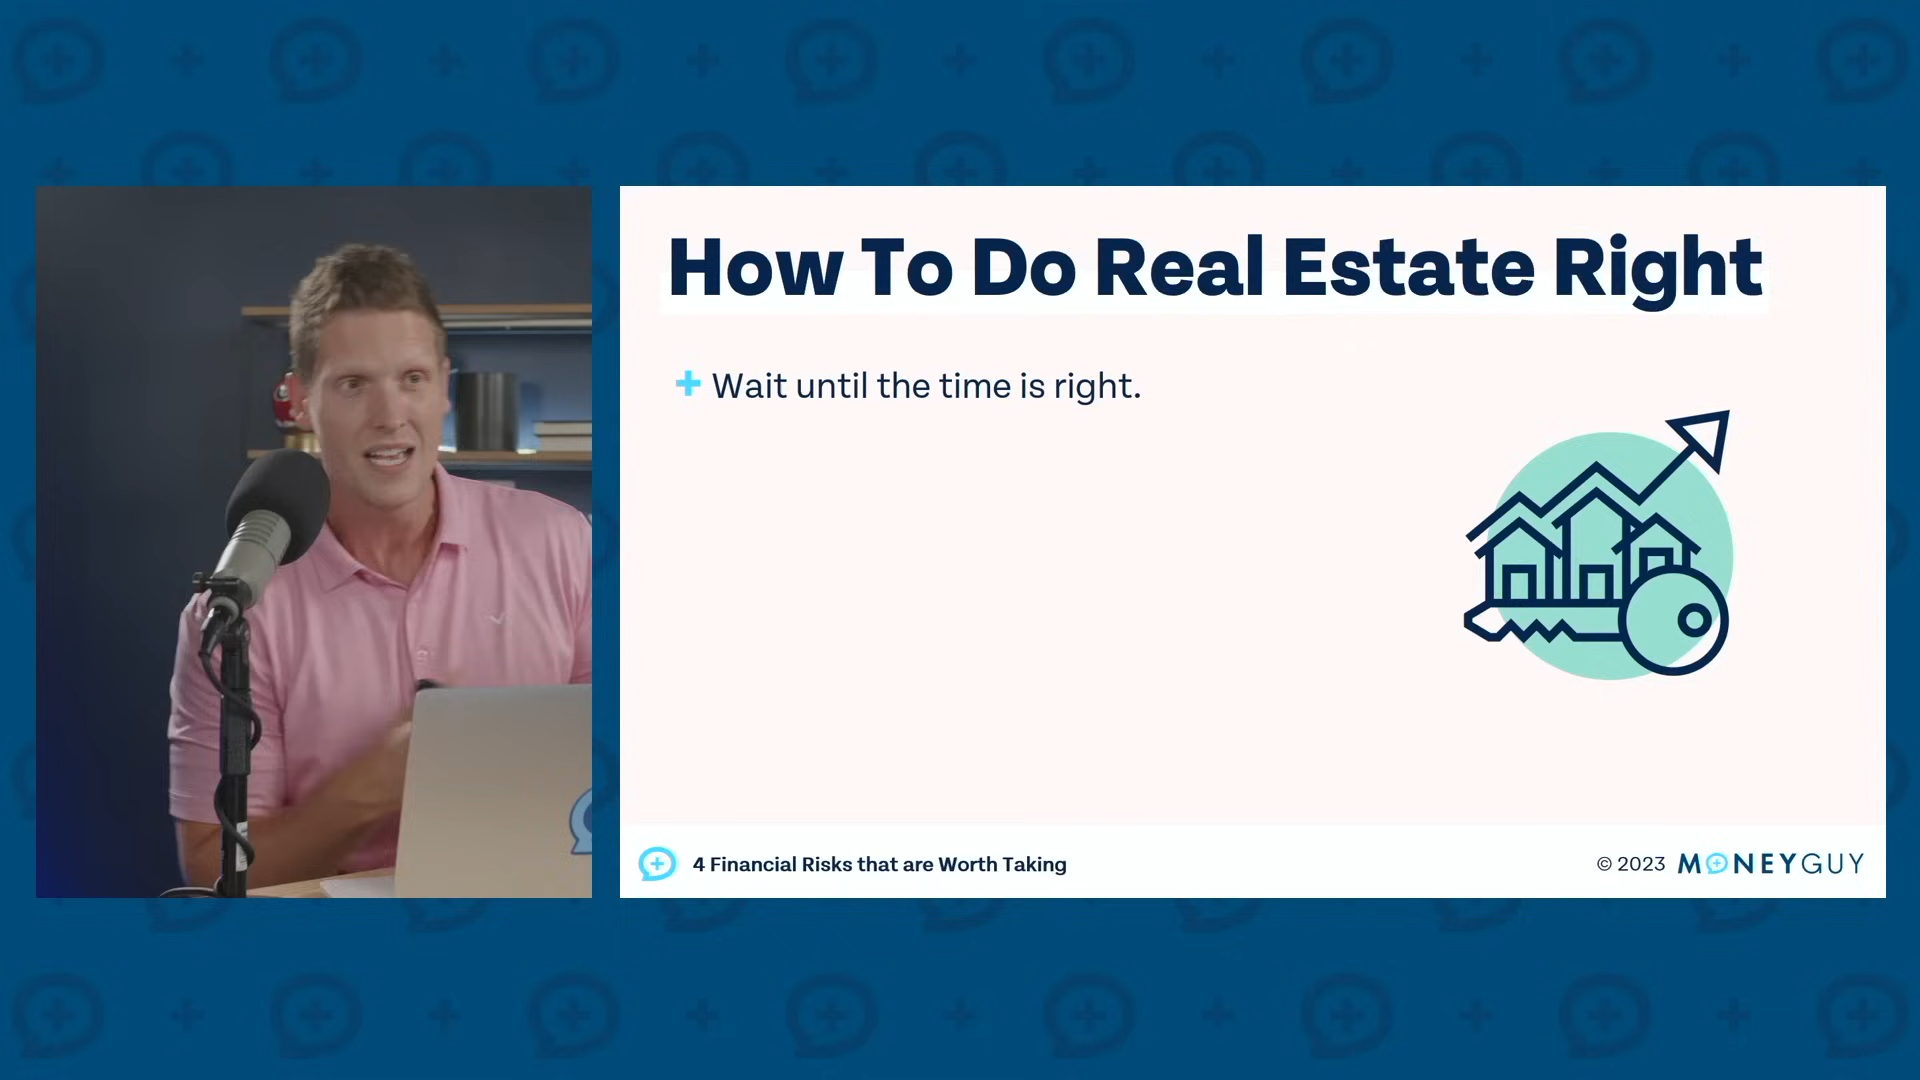 How To Do Real Estate Right
Wait until the time is right.
4 Financial Risks that are Worth Taking
© 2023 MONEYGUY